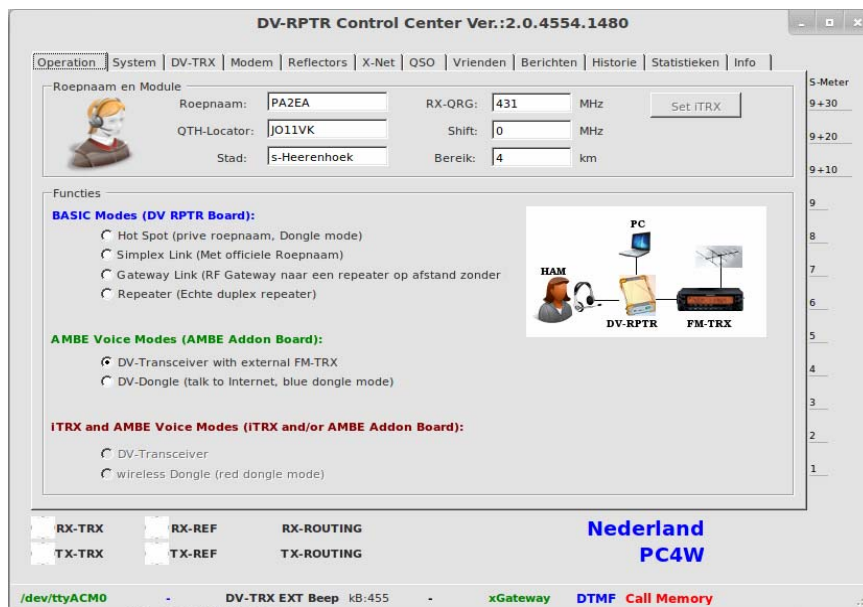 DV-RPTR Control Center Ver.:2.0.4554.1480
Operation System DV-TRX Modem Reflectors X-Net QSO Vrienden Berichten Historie Statistieken Info
Roepnaam en Module
Roepnaam: PA2EA RX-QRG: 431 MHz Set iTRX
QTH-Locator: JO11VK Shift: 0 MHz
Stad: s-Heerenhoek Bereik: 4 km
S-Meter
9+30
9+20
9+10
9
8
7
6
5
4
3
2
1
Functies
BASIC Modes (DV RPTR Board):
Hot Spot (prive roepnaam, Dongle mode)
Simplex Link (Met officiele Roepnaam)
Gateway Link (RF Gateway naar een repeater op afstand zonder
Repeater (Echte duplex repeater)
PC
HAM
DV-RPTR FM-TRX
AMBE Voice Modes (AMBE Addon Board):
DV-Transceiver with external FM-TRX
DV-Dongle (talk to Internet, blue dongle mode)
iTRX and AMBE Voice Modes (iTRX and/or AMBE Addon Board):
DV-Transceiver
wireless Dongle (red dongle mode)
RX-TRX RX-REF RX-ROUTING Nederland
TX-TRX TX-REF TX-ROUTING PC4W
/dev/ttyACM0 - DV-TRX EXT Beep kB:455 - xGateway DTMF Call Memory